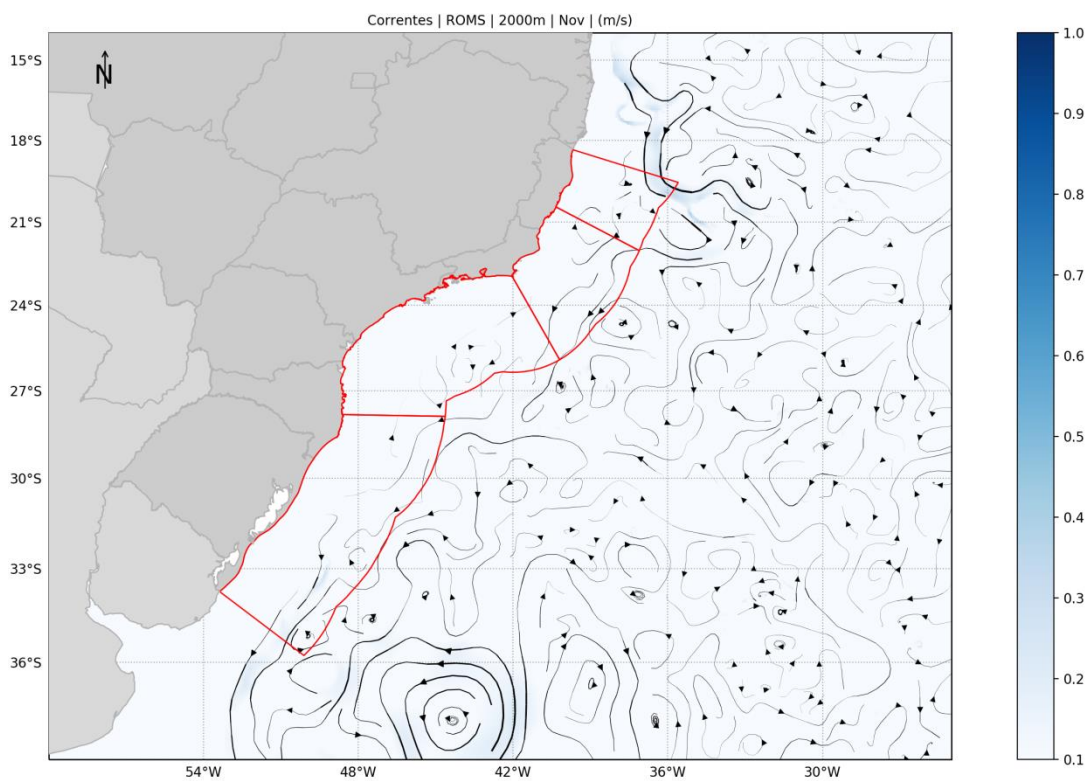 Correntes | ROMS | 2000m | Nov | (m/s)
N
15°S
18°S
21°S
24°S
27°S
30°S
33°S
36°S
54°W
48°W
42°W
36°W
30°W
1.0
0.9
0.8
0.7
0.6
0.5
0.4
0.3
0.2
0.1